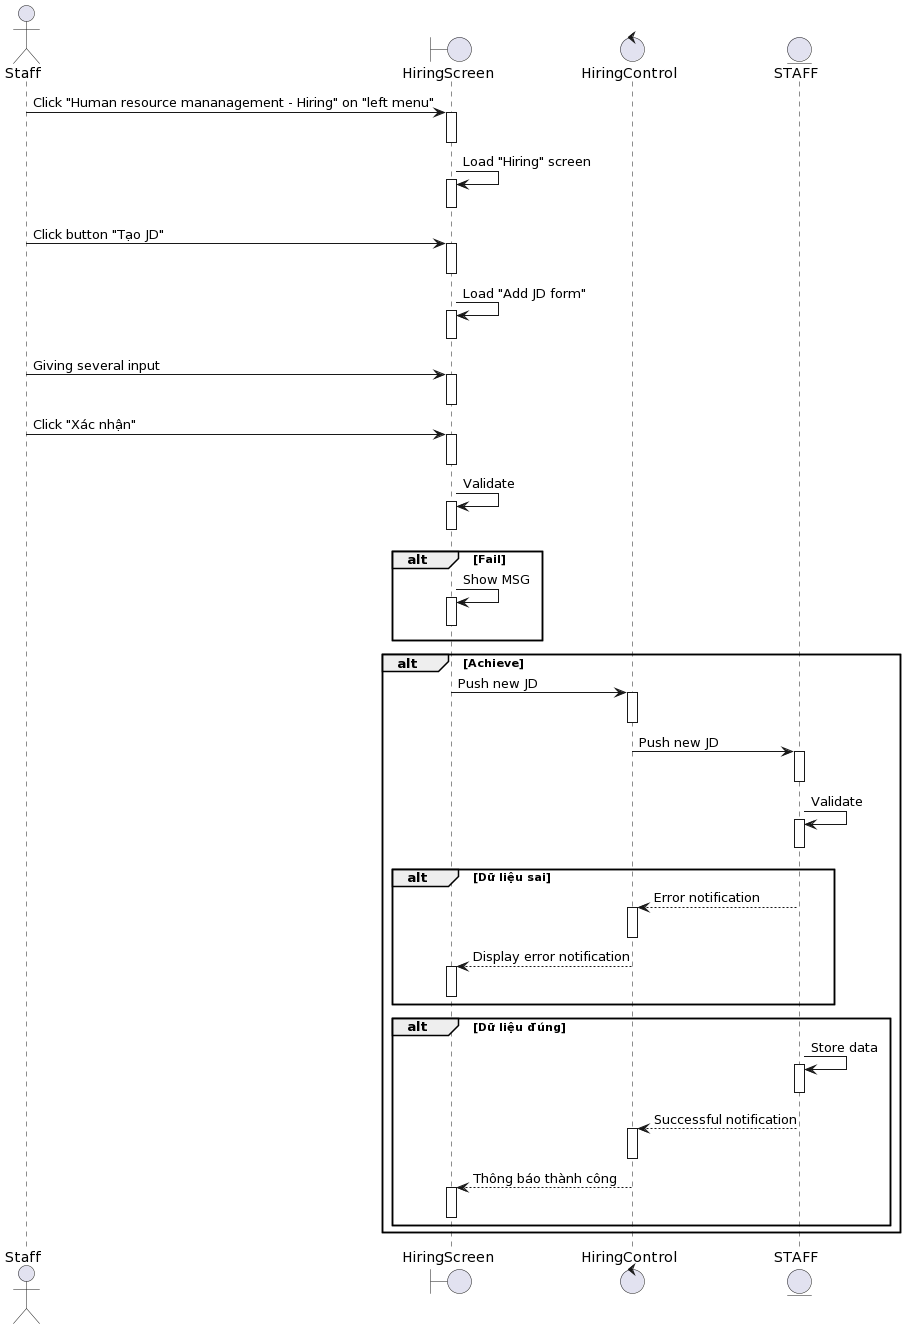 Staff
HiringScreen
HiringControl
STAFF
Click "Human resource mananagement - Hiring" on "left menu"
Load "Hiring" screen
Click button "Tạo JD"
Load "Add JD form"
Giving several input
Click "Xác nhận"
Validate
alt [Fail]
Show MSG
alt [Achieve]
Push new JD
Push new JD
Validate
alt [Dữ liệu sai]
Error notification
Display error notification
alt [Dữ liệu đúng]
Store data
Successful notification
Thông báo thành công
Staff
HiringScreen
HiringControl
STAFF